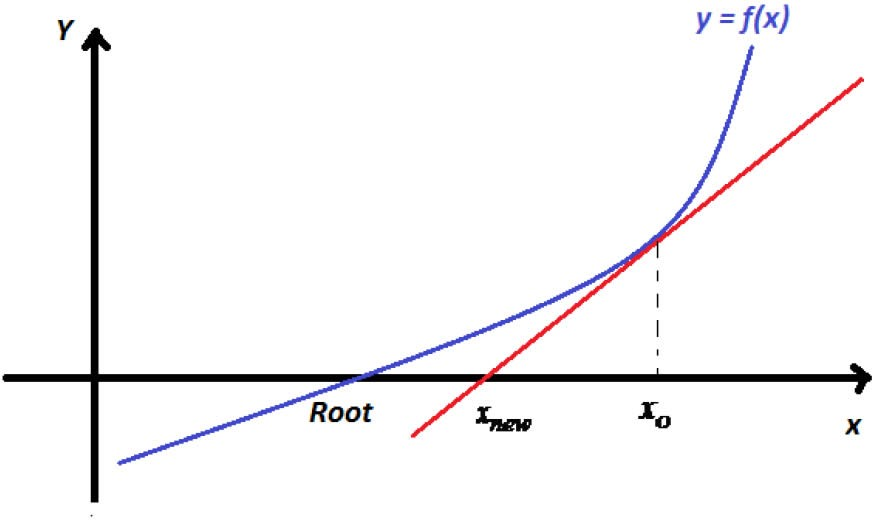 Y
y = f(x)
Root
x_new
x_o
x